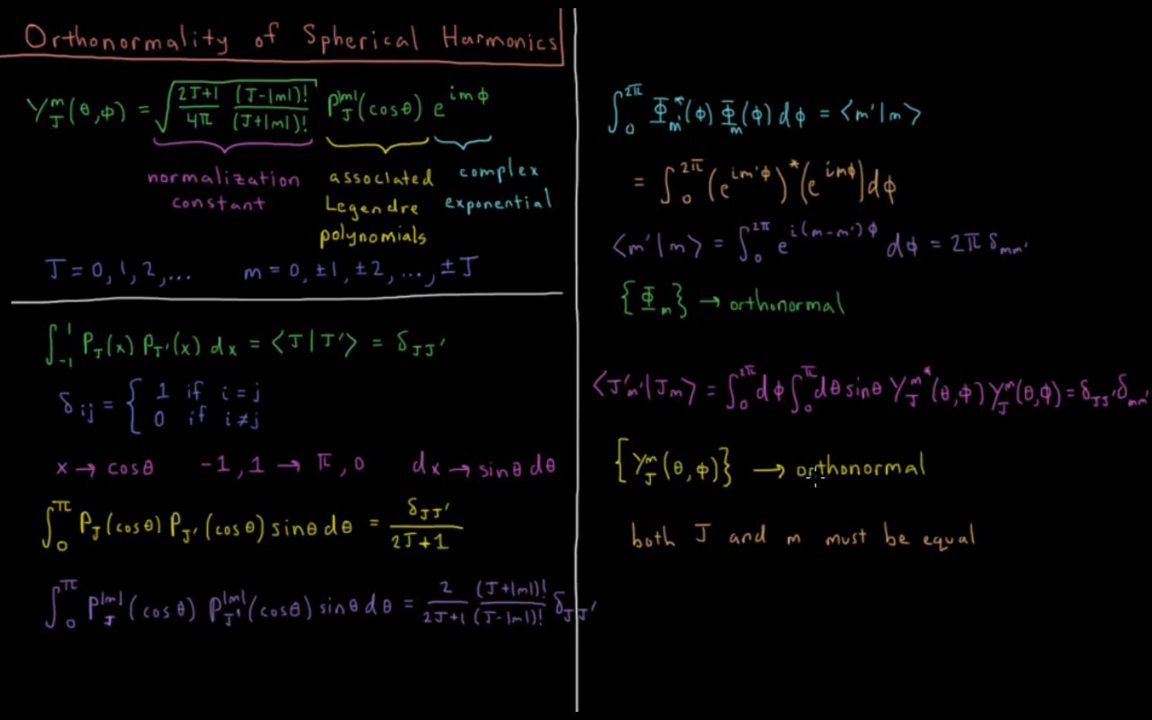 Orthonormality of Spherical Harmonics
Y_J^m(θ,ϕ) = √(2J+1/4π (J-|m|)!/(J+|m|)!) P_J^|m|(cosθ) e^imϕ
normalization constant
associated Legendre polynomials
complex exponential
J = 0, 1, 2, ... m = 0, ±1, ±2, ..., ±J
∫_-1^1 P_J(x) P_J'(x) dx = ⟨J|J'⟩ = δ_JJ'
δ_ij = { 1 if i=j
0 if i≠j
x → cosθ -1, 1 → π, 0 dx → sinθ dθ
∫_0^π P_J(cosθ) P_J'(cosθ) sinθ dθ = δ_JJ'/2J+1
∫_0^π P_J^|m|(cosθ) P_J'^|m|(cosθ) sinθ dθ = 2/2J+1 (J+|m|)!/(J-|m|)! δ_JJ'
∫_0^2π Φ_m'^*(ϕ) Φ_m(ϕ) dϕ = ⟨m'|m⟩
= ∫_0^2π (e^im'ϕ)^* (e^imϕ) dϕ
⟨m'|m⟩ = ∫_0^2π e^i(m-m')ϕ dϕ = 2π δ_mm'
{Φ_m} → orthonormal
⟨J'm'|Jm⟩ = ∫_0^2π dϕ ∫_0^π dθ sinθ Y_J^m*(θ,ϕ) Y_J^m(θ,ϕ) = δ_JJ' δ_mm'
{Y_J^m(θ,ϕ)} → orthonormal
both J and m must be equal